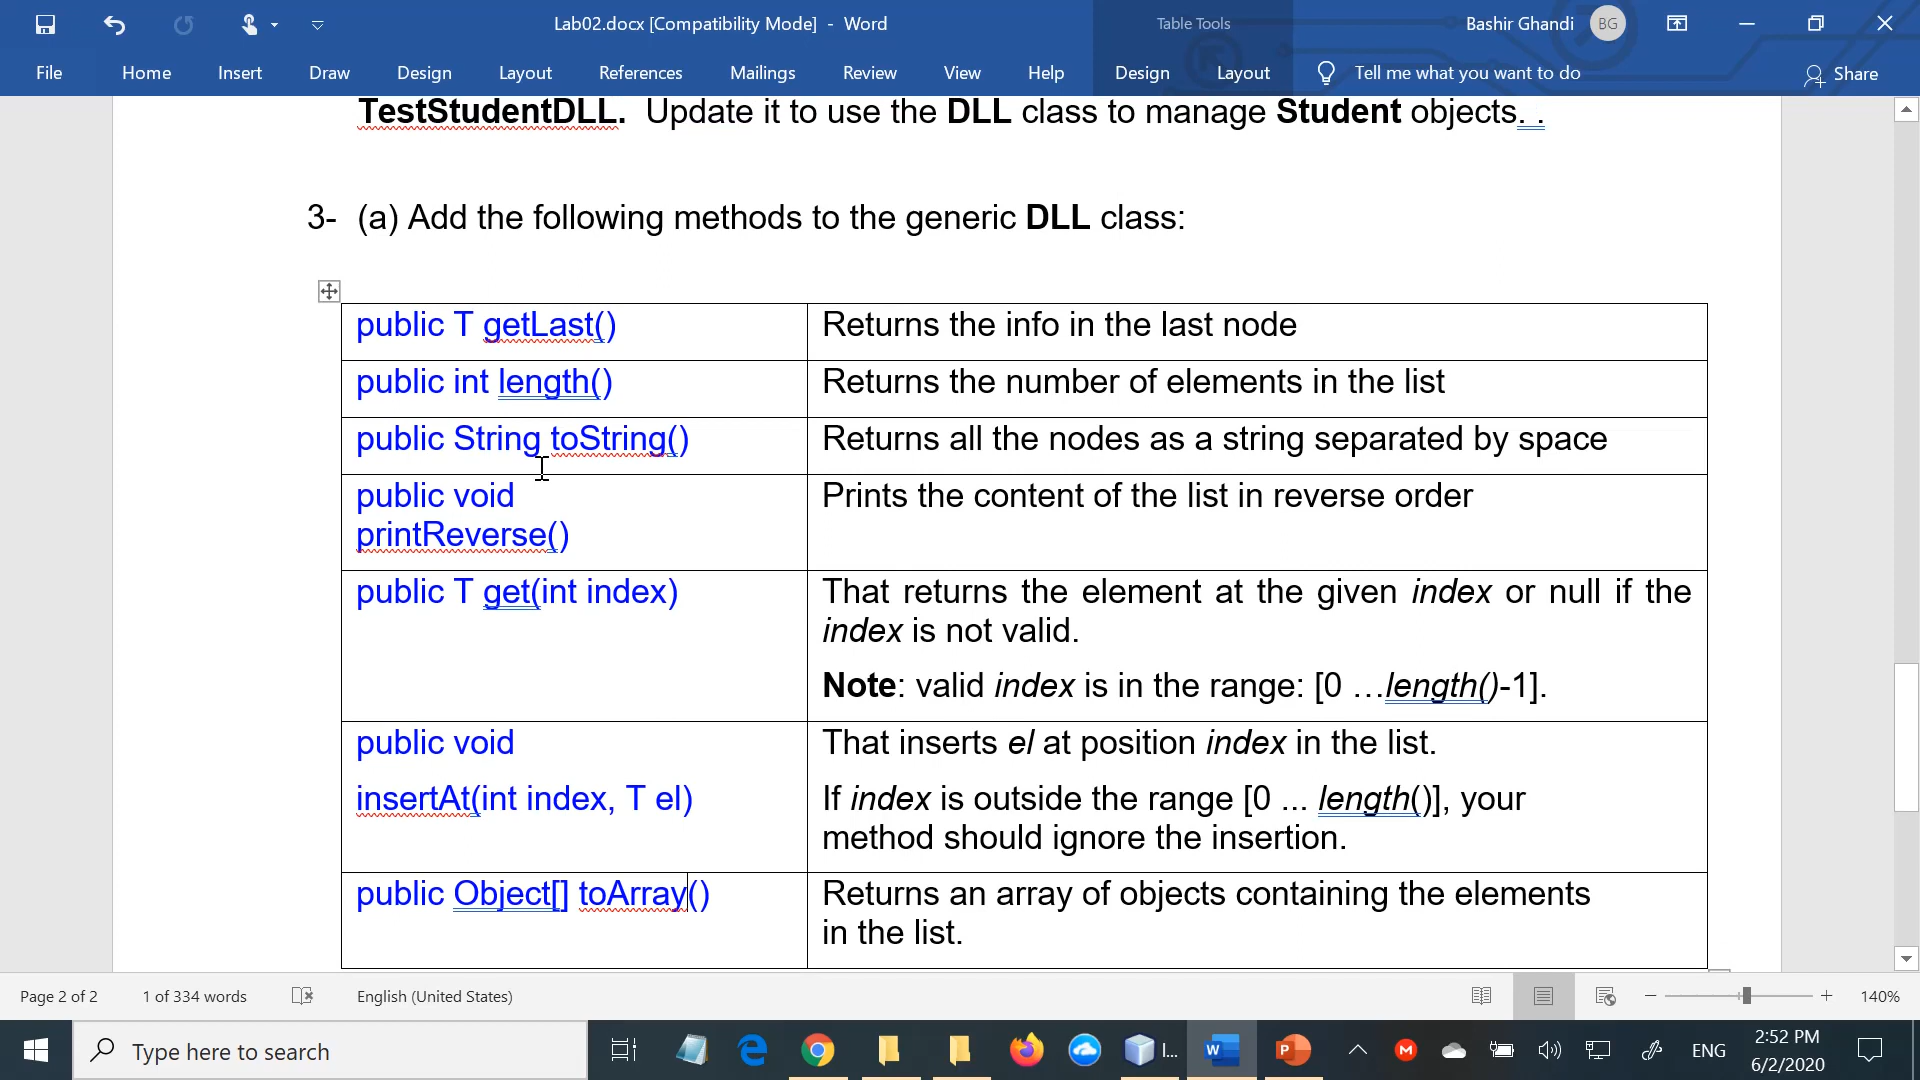 Lab02.docx [Compatibility Mode] - Word
Table Tools
Bashir Ghandi
BG
File
Home
Insert
Draw
Design
Layout
References
Mailings
Review
View
Help
Design
Layout
Tell me what you want to do
Share
TestStudentDLL. Update it to use the DLL class to manage Student objects. .
3- (a) Add the following methods to the generic DLL class:
public T getLast()
Returns the info in the last node
public int length()
Returns the number of elements in the list
public String toString()
Returns all the nodes as a string separated by space
public void
printReverse()
Prints the content of the list in reverse order
public T get(int index)
That returns the element at the given index or null if the
index is not valid.
Note: valid index is in the range: [0 …length()-1].
public void
insertAt(int index, T el)
That inserts el at position index in the list.
If index is outside the range [0 ... length()], your
method should ignore the insertion.
public Object[] toArray()
Returns an array of objects containing the elements
in the list.
Page 2 of 2
1 of 334 words
English (United States)
140%
Type here to search
I...
ENG
2:52 PM
6/2/2020